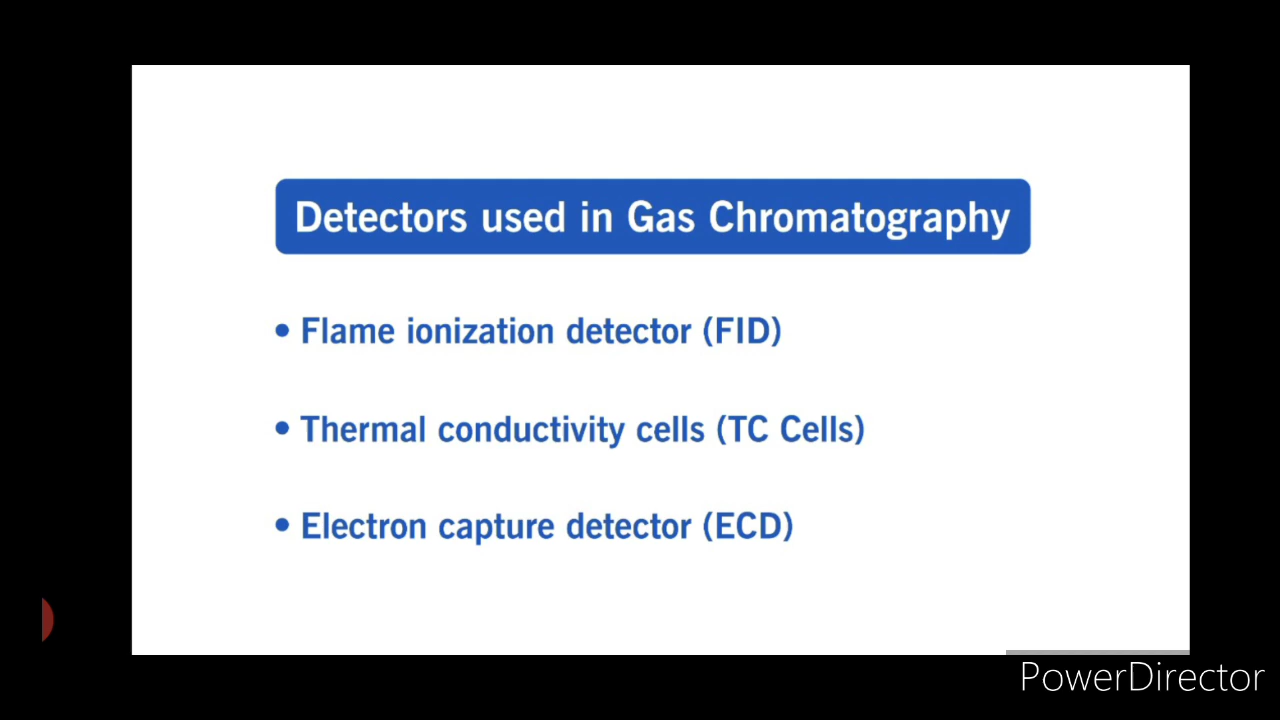 Detectors used in Gas Chromatography
• Flame ionization detector (FID)
• Thermal conductivity cells (TC Cells)
• Electron capture detector (ECD)
PowerDirector